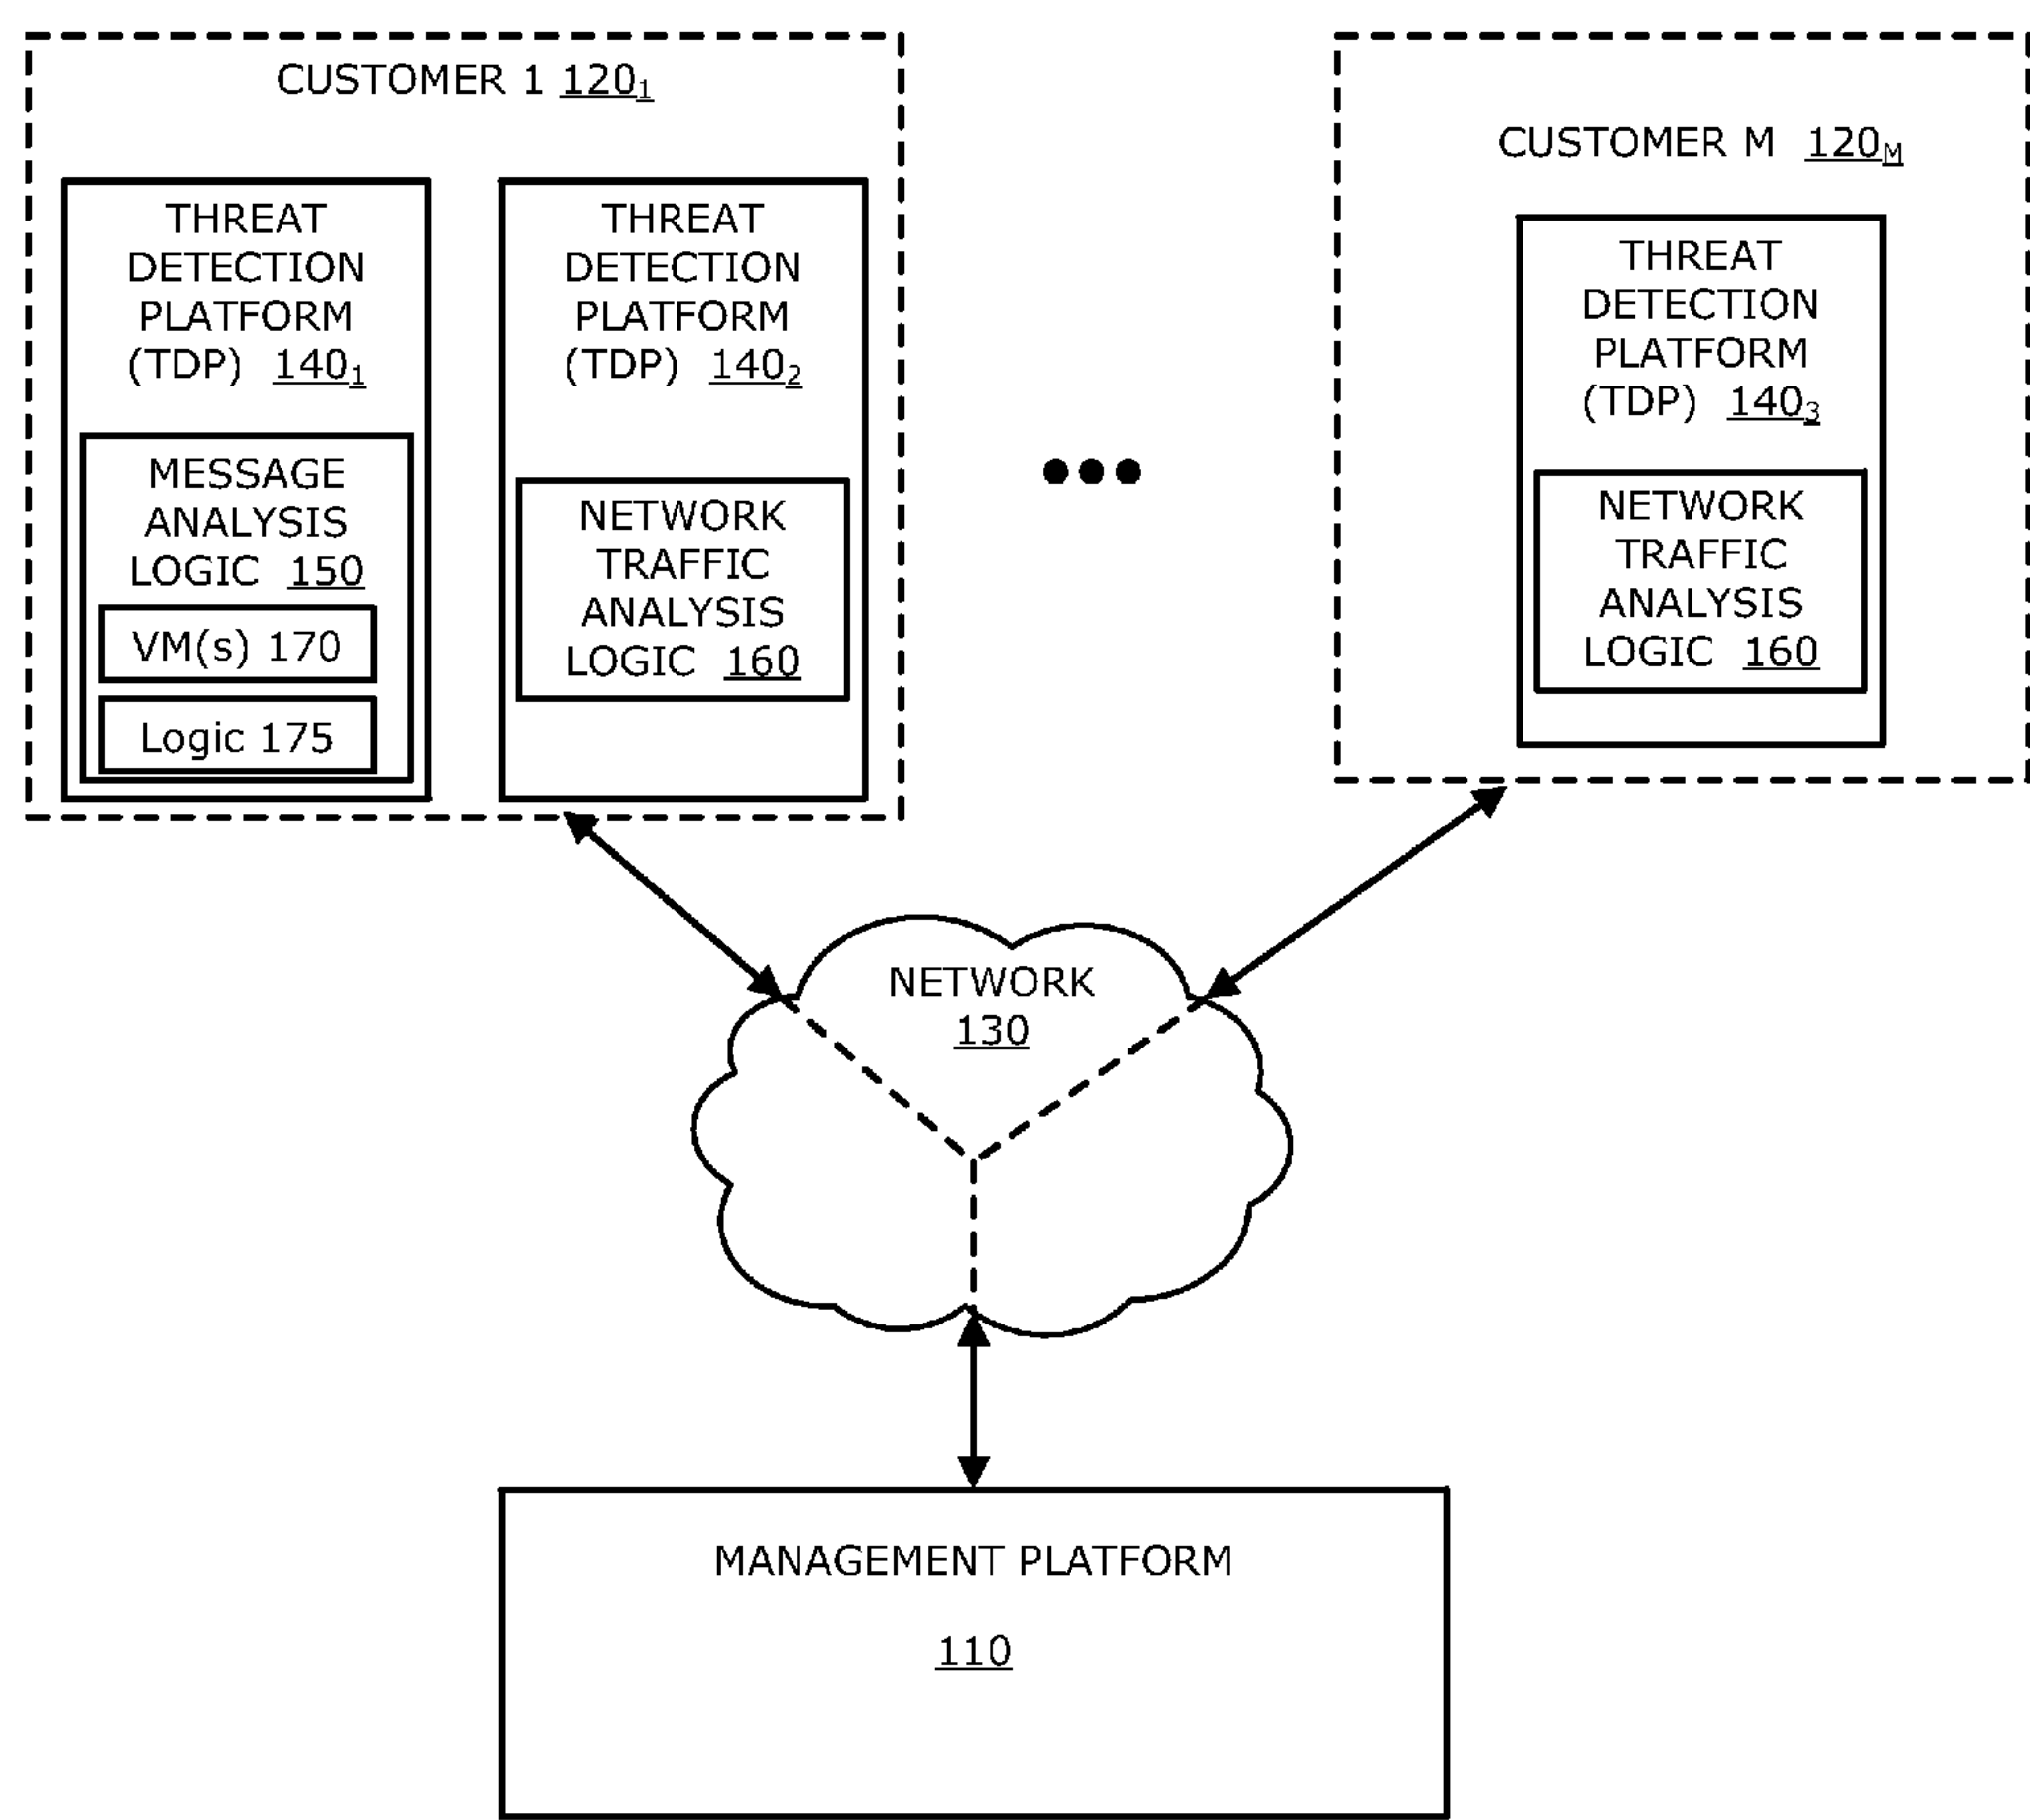 CUSTOMER 1 120₁
THREAT
DETECTION
PLATFORM
(TDP) 140₁
MESSAGE
ANALYSIS
LOGIC 150
VM(s) 170
Logic 175
THREAT
DETECTION
PLATFORM
(TDP) 140₂
NETWORK
TRAFFIC
ANALYSIS
LOGIC 160
CUSTOMER M 120M
THREAT
DETECTION
PLATFORM
(TDP) 140₃
NETWORK
TRAFFIC
ANALYSIS
LOGIC 160
NETWORK
130
MANAGEMENT PLATFORM
110